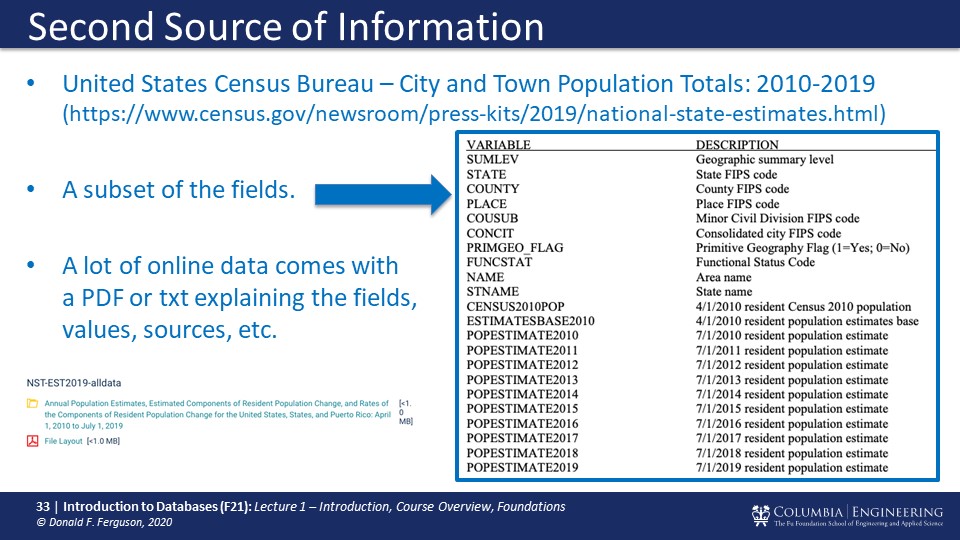 Second Source of Information
• United States Census Bureau – City and Town Population Totals: 2010-2019
(https://www.census.gov/newsroom/press-kits/2019/national-state-estimates.html)
• A subset of the fields.
• A lot of online data comes with
a PDF or txt explaining the fields,
values, sources, etc.
NST-EST2019-alldata
Annual Population Estimates, Estimated Components of Resident Population Change, and Rates of
the Components of Resident Population Change for the United States, States, and Puerto Rico: April
1, 2010 to July 1, 2019
[<1.
0
MB]
File Layout [<1.0 MB]
VARIABLE DESCRIPTION
SUMLEV Geographic summary level
STATE State FIPS code
COUNTY County FIPS code
PLACE Place FIPS code
COUSUB Minor Civil Division FIPS code
CONCIT Consolidated city FIPS code
PRIMGEO_FLAG Primitive Geography Flag (1=Yes; 0=No)
FUNCSTAT Functional Status Code
NAME Area name
STNAME State name
CENSUS2010POP 4/1/2010 resident Census 2010 population
ESTIMATESBASE2010 4/1/2010 resident population estimates base
POPESTIMATE2010 7/1/2010 resident population estimate
POPESTIMATE2011 7/1/2011 resident population estimate
POPESTIMATE2012 7/1/2012 resident population estimate
POPESTIMATE2013 7/1/2013 resident population estimate
POPESTIMATE2014 7/1/2014 resident population estimate
POPESTIMATE2015 7/1/2015 resident population estimate
POPESTIMATE2016 7/1/2016 resident population estimate
POPESTIMATE2017 7/1/2017 resident population estimate
POPESTIMATE2018 7/1/2018 resident population estimate
POPESTIMATE2019 7/1/2019 resident population estimate
33 | Introduction to Databases (F21): Lecture 1 – Introduction, Course Overview, Foundations
© Donald F. Ferguson, 2020
COLUMBIA | ENGINEERING
The Fu Foundation School of Engineering and Applied Science